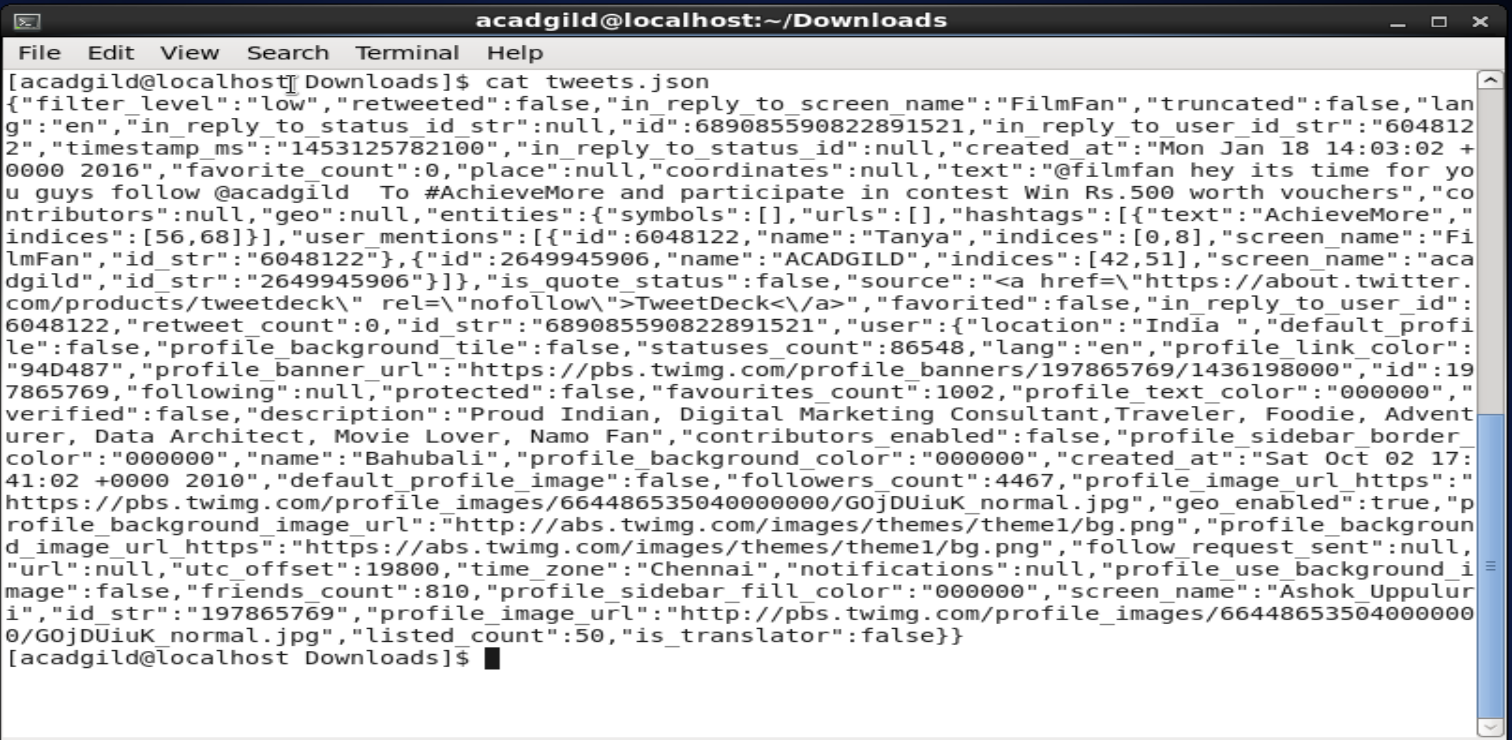 acadgild@localhost:~/Downloads
File Edit View Search Terminal Help
[acadgild@localhost Downloads]$ cat tweets.json
{"filter_level":"low","retweeted":false,"in_reply_to_screen_name":"FilmFan","truncated":false,"lan
g":"en","in_reply_to_status_id_str":null,"id":689085590822891521,"in_reply_to_user_id_str":"604812
2","timestamp_ms":"1453125782100","in_reply_to_status_id":null,"created_at":"Mon Jan 18 14:03:02 +
0000 2016","favorite_count":0,"place":null,"coordinates":null,"text":"@filmfan hey its time for yo
u guys follow @acadgild  To #AchieveMore and participate in contest Win Rs.500 worth vouchers","co
ntributors":null,"geo":null,"entities":{"symbols":[],"urls":[],"hashtags":[{"text":"AchieveMore","
indices":[56,68]}],"user_mentions":[{"id":6048122,"name":"Tanya","indices":[0,8],"screen_name":"Fi
lmFan","id_str":"6048122"},{"id":2649945906,"name":"ACADGILD","indices":[42,51],"screen_name":"aca
dgild","id_str":"2649945906"}]},"is_quote_status":false,"source":"<a href=\"https://about.twitter.
com/products/tweetdeck\" rel=\"nofollow\">TweetDeck<\/a>","favorited":false,"in_reply_to_user_id":
6048122,"retweet_count":0,"id_str":"689085590822891521","user":{"location":"India ","default_profi
le":false,"profile_background_tile":false,"statuses_count":86548,"lang":"en","profile_link_color":
"94D487","profile_banner_url":"https://pbs.twimg.com/profile_banners/197865769/1436198000","id":19
7865769,"following":null,"protected":false,"favourites_count":1002,"profile_text_color":"000000","
verified":false,"description":"Proud Indian, Digital Marketing Consultant,Traveler, Foodie, Advent
urer, Data Architect, Movie Lover, Namo Fan","contributors_enabled":false,"profile_sidebar_border_
color":"000000","name":"Bahubali","profile_background_color":"000000","created_at":"Sat Oct 02 17:
41:02 +0000 2010","default_profile_image":false,"followers_count":4467,"profile_image_url_https":"
https://pbs.twimg.com/profile_images/664486535040000000/GOjDUiuK_normal.jpg","geo_enabled":true,"p
rofile_background_image_url":"http://abs.twimg.com/images/themes/theme1/bg.png","profile_backgroun
d_image_url_https":"https://abs.twimg.com/images/themes/theme1/bg.png","follow_request_sent":null,
"url":null,"utc_offset":19800,"time_zone":"Chennai","notifications":null,"profile_use_background_i
mage":false,"friends_count":810,"profile_sidebar_fill_color":"000000","screen_name":"Ashok_Uppulur
i","id_str":"197865769","profile_image_url":"http://pbs.twimg.com/profile_images/66448653504000000
0/GOjDUiuK_normal.jpg","listed_count":50,"is_translator":false}}
[acadgild@localhost Downloads]$